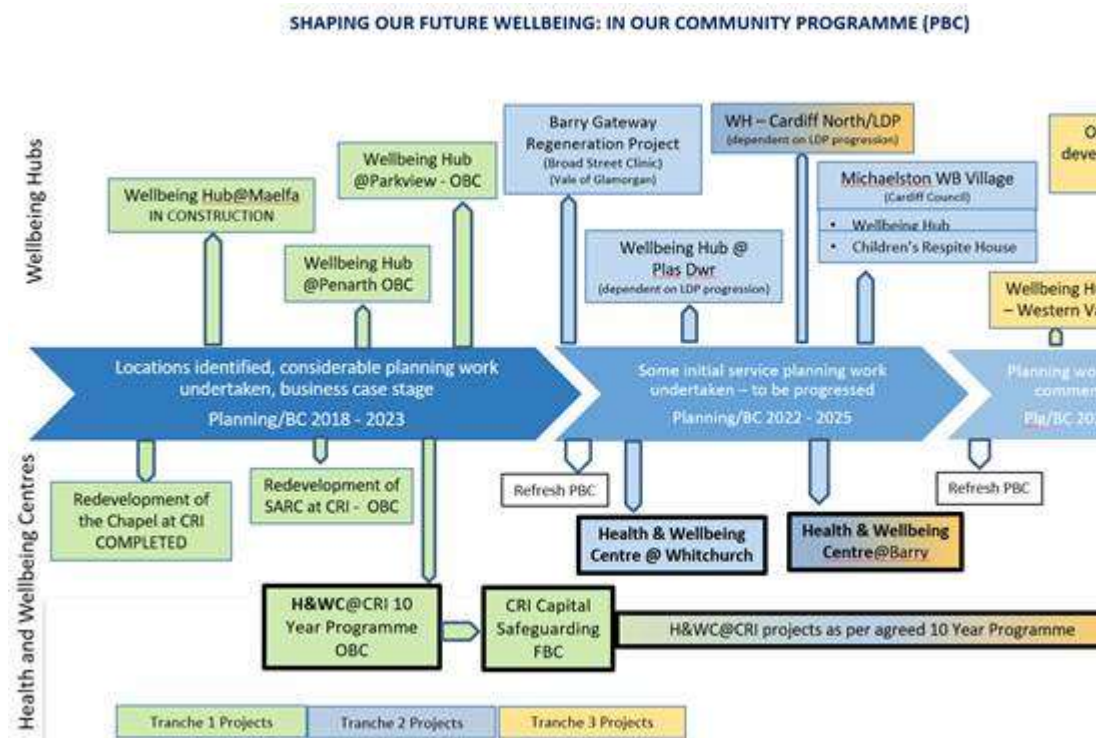 SHAPING OUR FUTURE WELLBEING: IN OUR COMMUNITY PROGRAMME (PBC)
Wellbeing Hubs
Wellbeing Hub@Maelfa
IN CONSTRUCTION
Wellbeing Hub
@Parkview - OBC
Wellbeing Hub
@Penarth OBC
Barry Gateway
Regeneration Project
(Broad Street Clinic)
(Vale of Glamorgan)
WH – Cardiff North/LDP
(dependent on LDP progression)
Wellbeing Hub @
Plas Dwr
(dependent on LDP progression)
Michaelston WB Village
(Cardiff Council)
• Wellbeing Hub
• Children's Respite House
– Western
Locations identified, considerable planning work
undertaken, business case stage
Planning/BC 2018 - 2023
Some initial service planning work
undertaken – to be progressed
Planning/BC 2022 - 2025
Planning
Health and Wellbeing Centres
Redevelopment of
the Chapel at CRI
COMPLETED
Redevelopment of
SARC at CRI - OBC
Refresh PBC
Health & Wellbeing
Centre @ Whitchurch
Health & Wellbeing
Centre@Barry
Refresh PBC
H&WC@CRI 10
Year Programme
OBC
CRI Capital
Safeguarding
FBC
H&WC@CRI projects as per agreed 10 Year Programme
Tranche 1 Projects
Tranche 2 Projects
Tranche 3 Projects